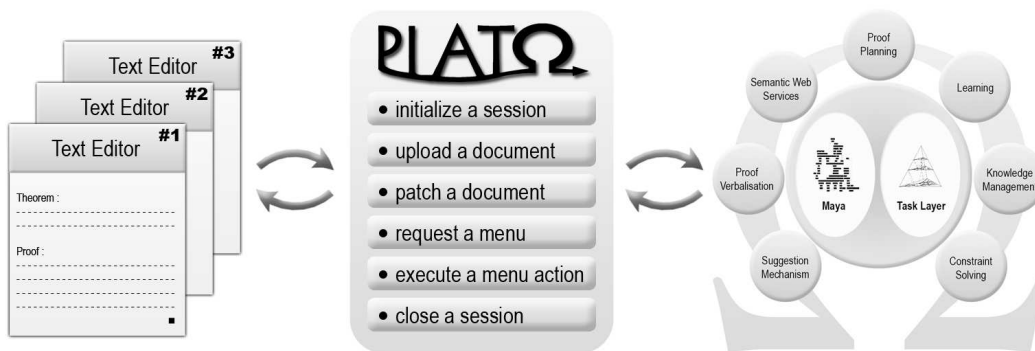 #3
Text Editor
#2
Text Editor
#1
Text Editor
Theorem :
Proof :
PLATΩ
• initialize a session
• upload a document
• patch a document
• request a menu
• execute a menu action
• close a session
Proof
Planning
Semantic Web
Services
Learning
Proof
Verbalisation
Maya
Task Layer
Knowledge
Management
Suggestion
Mechanism
Constraint
Solving